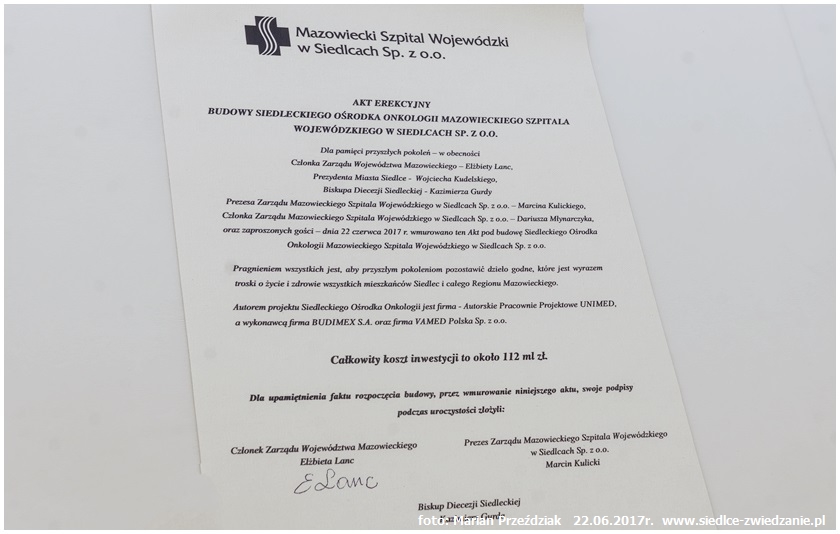 Mazowiecki Szpital Wojewódzki
w Siedlcach Sp. z o.o.
AKT EREKCYJNY
BUDOWY SIEDLECKIEGO OŚRODKA ONKOLOGII MAZOWIECKIEGO SZPITALA
WOJEWÓDZKIEGO W SIEDLCACH SP. Z O.O.
Dla pamięci przyszłych pokoleń – w obecności
Członka Zarządu Województwa Mazowieckiego – Elżbiety Lanc,
Prezydenta Miasta Siedlce - Wojciecha Kudelskiego,
Biskupa Diecezji Siedleckiej - Kazimierza Gurdy
Prezesa Zarządu Mazowieckiego Szpitala Wojewódzkiego w Siedlcach Sp. z o.o. – Marcina Kulickiego,
Członka Zarządu Mazowieckiego Szpitala Wojewódzkiego w Siedlcach Sp. z o.o. – Dariusza Młynarczyka,
oraz zaproszonych gości – dnia 22 czerwca 2017 r. wmurowano ten Akt pod budowę Siedleckiego Ośrodka
Onkologii Mazowieckiego Szpitala Wojewódzkiego w Siedlcach Sp. z o.o.
Pragnieniem wszystkich jest, aby przyszłym pokoleniom pozostawić dzieło godne, które jest wyrazem
troski o życie i zdrowie wszystkich mieszkańców Siedlec i całego Regionu Mazowieckiego.
Autorem projektu Siedleckiego Ośrodka Onkologii jest firma - Autorskie Pracownie Projektowe UNIMED,
a wykonawcą firma BUDIMEX S.A. oraz firma VAMED Polska Sp. z o.o.
Całkowity koszt inwestycji to około 112 ml zł.
Dla upamiętnienia faktu rozpoczęcia budowy, przez wmurowanie niniejszego aktu, swoje podpisy
podczas uroczystości złożyli:
Członek Zarządu Województwa Mazowieckiego
Elżbieta Lanc
ELanc
Prezes Zarządu Mazowieckiego Szpitala Wojewódzkiego
w Siedlcach Sp. z o.o.
Marcin Kulicki
Biskup Diecezji Siedleckiej
Kazimierz Gurda
foto: Marian Przeździak 22.06.2017r. www.siedlce-zwiedzanie.pl